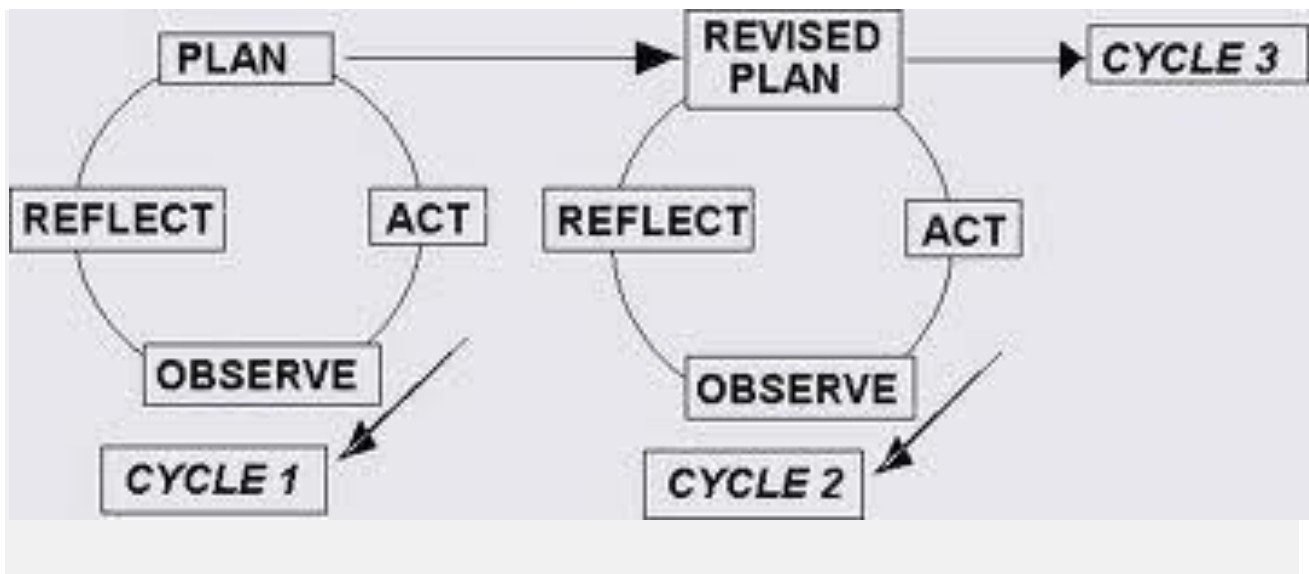 PLAN
REVISED
PLAN
CYCLE 3
REFLECT
ACT
REFLECT
ACT
OBSERVE
OBSERVE
CYCLE 1
CYCLE 2